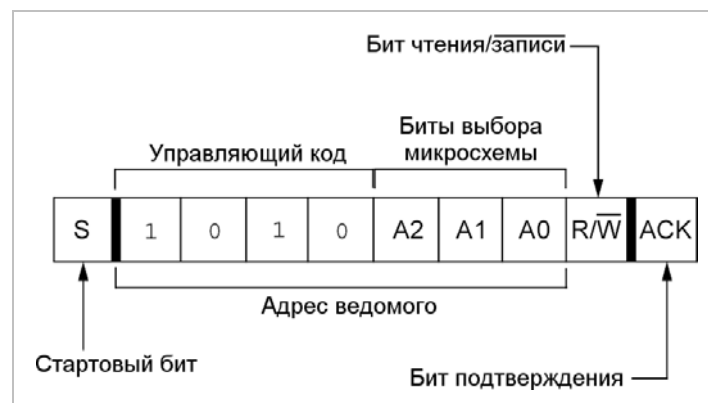 Бит чтения/записи
Биты выбора
микросхемы
Управляющий код
S 1 0 1 0 A2 A1 A0 R/W ACK
Адрес ведомого
Стартовый бит
Бит подтверждения